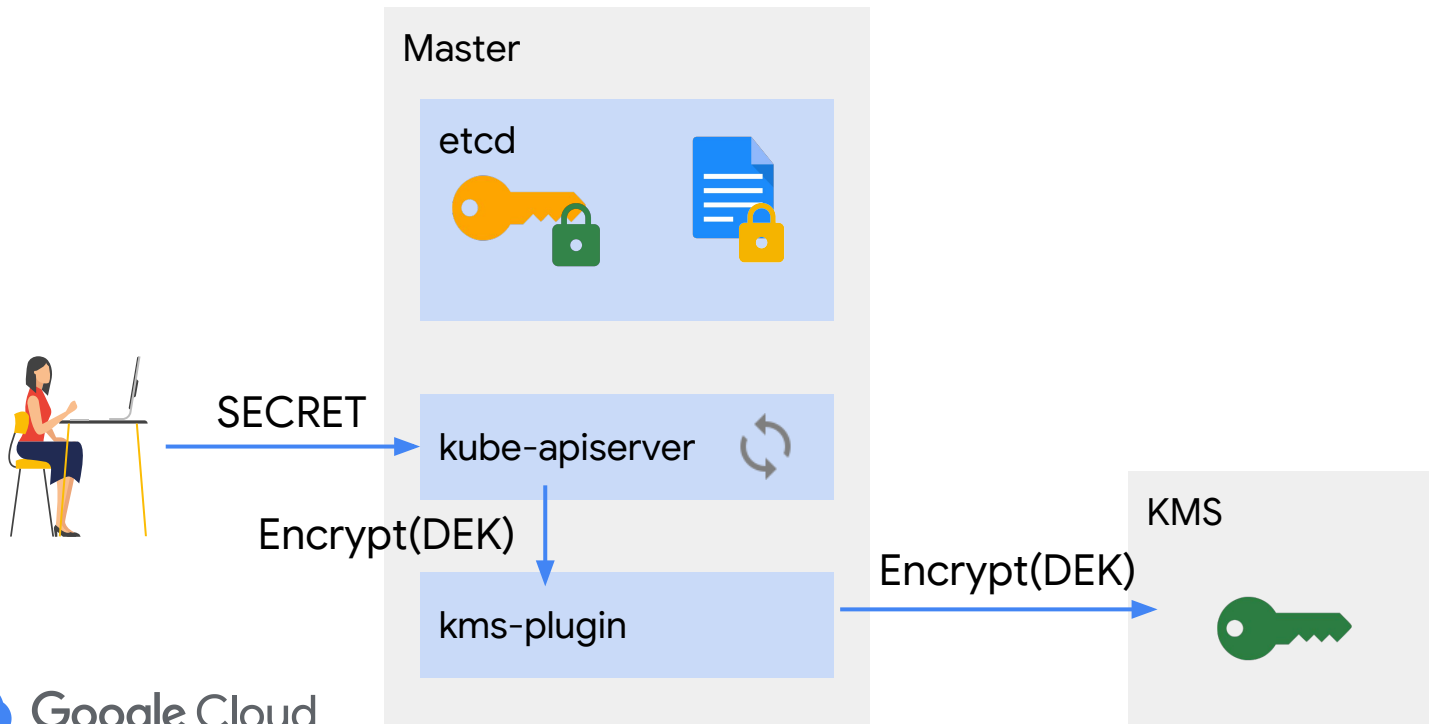 Master
etcd
SECRET
kube-apiserver
Encrypt(DEK)
KMS
Encrypt(DEK)
kms-plugin
Google Cloud